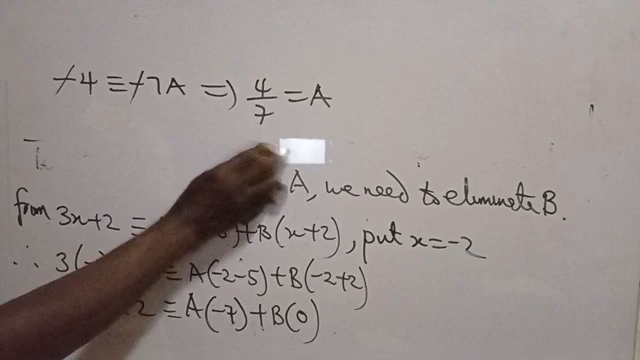 -4 ≡ -7A ⇒ 4/7 = A
A, we need to eliminate B.
from 3x+2 ≡ )+B(x+2), put x=-2
∴ 3(- ≡ A(-2-5)+B(-2+2)
2 ≡ A(-7)+B(0)